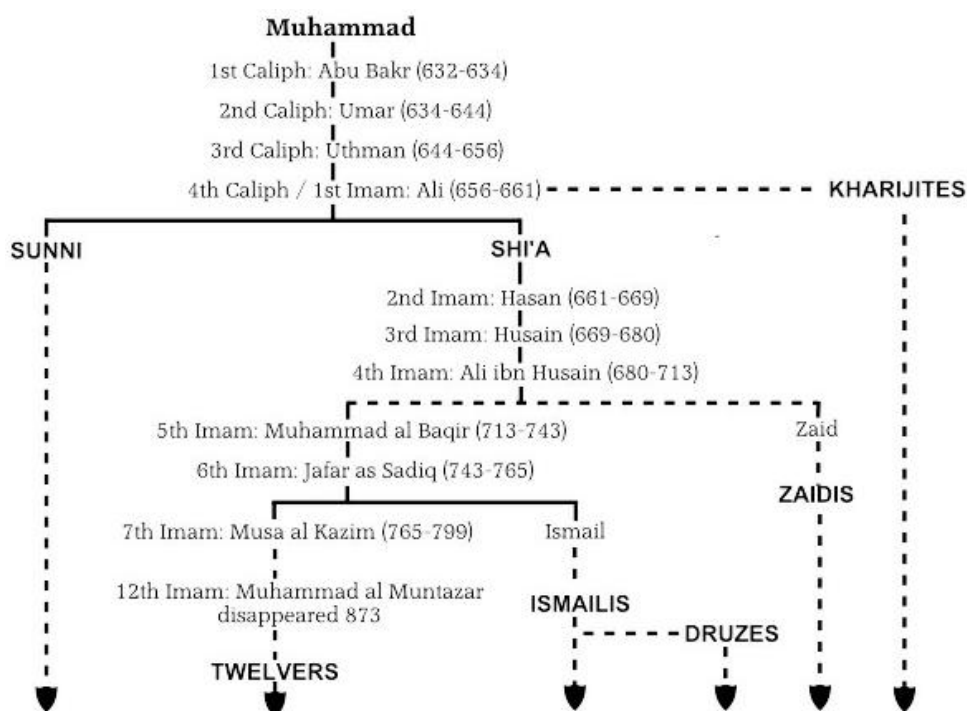 Muhammad
1st Caliph: Abu Bakr (632-634)
2nd Caliph: Umar (634-644)
3rd Caliph: Uthman (644-656)
4th Caliph / 1st Imam: Ali (656-661)
KHARIJITES
SUNNI
SHI'A
2nd Imam: Hasan (661-669)
3rd Imam: Husain (669-680)
4th Imam: Ali ibn Husain (680-713)
5th Imam: Muhammad al Baqir (713-743)
Zaid
6th Imam: Jafar as Sadiq (743-765)
ZAIDIS
7th Imam: Musa al Kazim (765-799)
Ismail
12th Imam: Muhammad al Muntazar
disappeared 873
ISMAILIS
DRUZES
TWELVERS